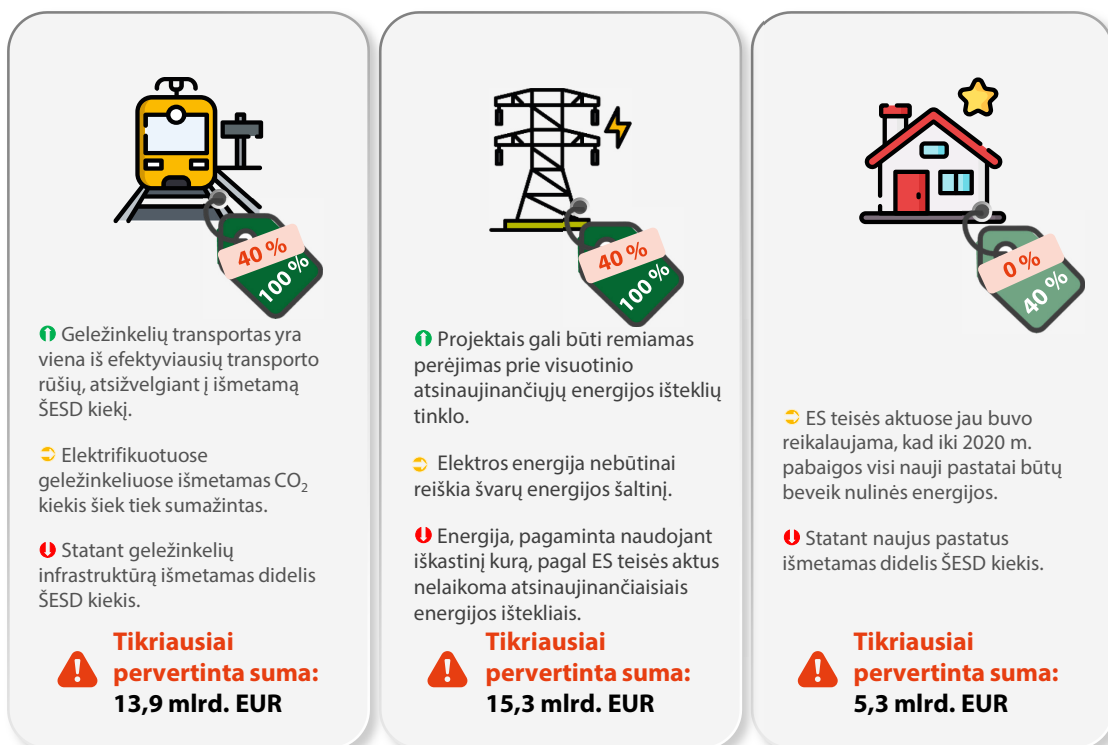 40 %
100 %
Geležinkelių transportas yra
viena iš efektyviausių transporto
rūšių, atsižvelgiant į išmetamą
ŠESD kiekį.
Elektrifikuotuose
geležinkeliuose išmetamas CO₂
kiekis šiek tiek sumažintas.
Statant geležinkelių
infrastruktūrą išmetamas didelis
ŠESD kiekis.
Tikriausiai
pervertinta suma:
13,9 mlrd. EUR
40 %
100 %
Projektais gali būti remiamas
perėjimas prie visuotinio
atsinaujinančiųjų energijos išteklių
tinklo.
Elektros energija nebūtinai
reiškia švarų energijos šaltinį.
Energija, pagaminta naudojant
iškastinį kurą, pagal ES teisės aktus
nelaikoma atsinaujinančiaisiais
energijos ištekliais.
Tikriausiai
pervertinta suma:
15,3 mlrd. EUR
0 %
40 %
ES teisės aktuose jau buvo
reikalaujama, kad iki 2020 m.
pabaigos visi nauji pastatai būtų
beveik nulinės energijos.
Statant naujus pastatus
išmetamas didelis ŠESD kiekis.
Tikriausiai
pervertinta suma:
5,3 mlrd. EUR